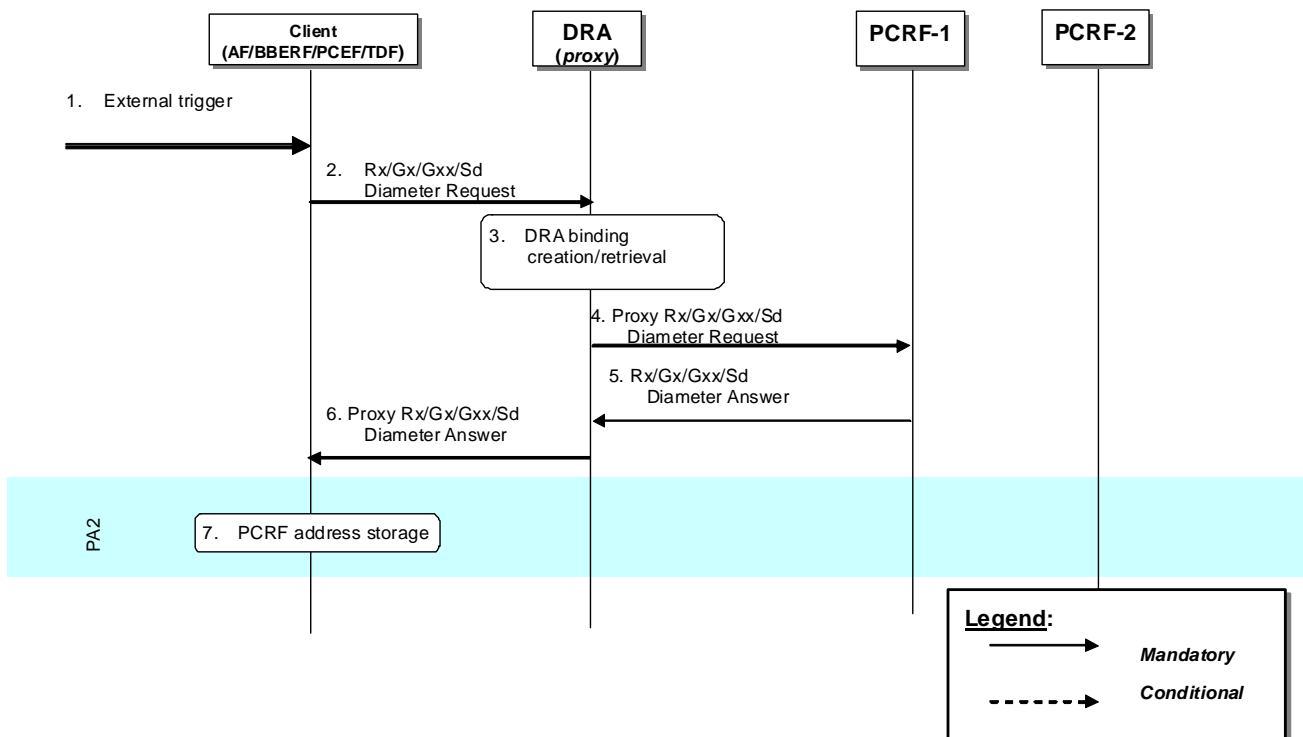 Client
(AF/BBERF/PCEF/TDF)
DRA
(proxy)
PCRF-1
PCRF-2
1. External trigger
2. Rx/Gx/Gxx/Sd
Diameter Request
3. DRA binding
creation/retrieval
4. Proxy Rx/Gx/Gxx/Sd
Diameter Request
5. Rx/Gx/Gxx/Sd
Diameter Answer
6. Proxy Rx/Gx/Gxx/Sd
Diameter Answer
PA2
7. PCRF address storage
Legend:
Mandatory
Conditional